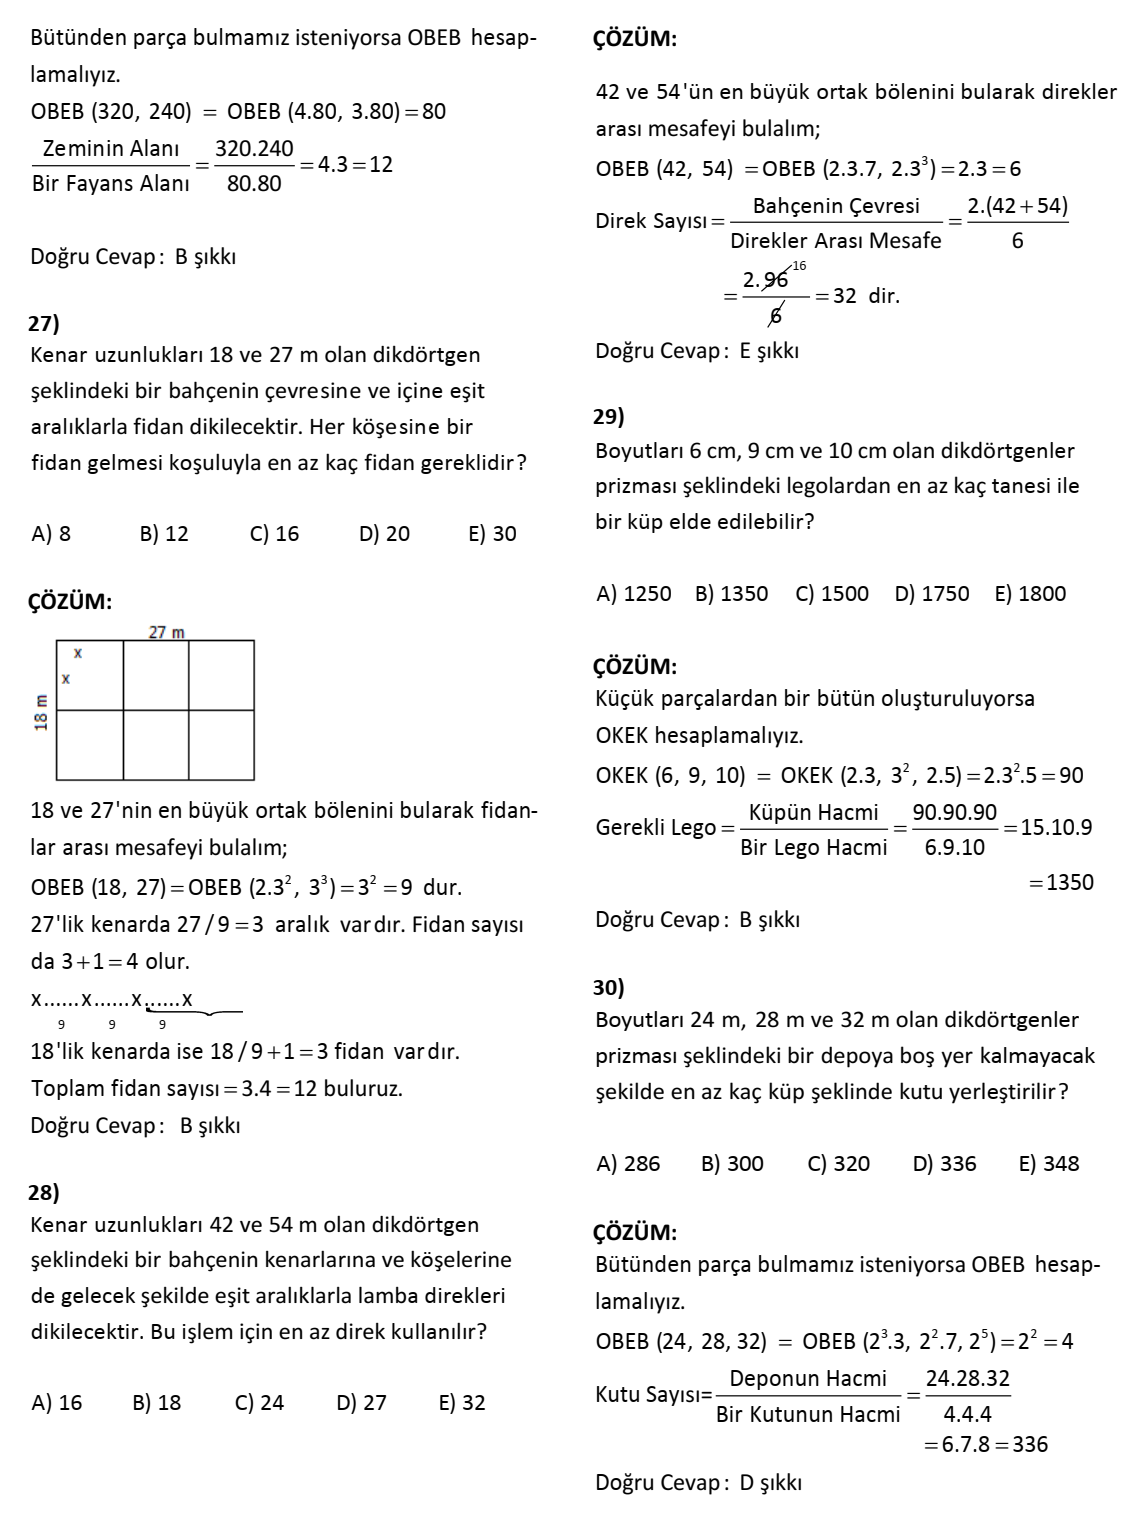 Bütünden parça bulmamız isteniyorsa OBEB hesap-
lamalıyız.
OBEB (320, 240) = OBEB (4.80, 3.80) = 80
Zeminin Alanı / Bir Fayans Alanı = 320.240 / 80.80 = 4.3 = 12
Doğru Cevap : B şıkkı
27)
Kenar uzunlukları 18 ve 27 m olan dikdörtgen
şeklindeki bir bahçenin çevresine ve içine eşit
aralıklarla fidan dikilecektir. Her köşesine bir
fidan gelmesi koşuluyla en az kaç fidan gereklidir?
A) 8 B) 12 C) 16 D) 20 E) 30
ÇÖZÜM:
27 m
x
x
18 m
18 ve 27'nin en büyük ortak bölenini bularak fidan-
lar arası mesafeyi bulalım;
OBEB (18, 27) = OBEB (2.3², 3³) = 3² = 9 dur.
27'lik kenarda 27 / 9 = 3 aralık vardır. Fidan sayısı
da 3 + 1 = 4 olur.
x......x......x......x
9 9 9
18'lik kenarda ise 18 / 9 + 1 = 3 fidan vardır.
Toplam fidan sayısı = 3.4 = 12 buluruz.
Doğru Cevap : B şıkkı
28)
Kenar uzunlukları 42 ve 54 m olan dikdörtgen
şeklindeki bir bahçenin kenarlarına ve köşelerine
de gelecek şekilde eşit aralıklarla lamba direkleri
dikilecektir. Bu işlem için en az direk kullanılır?
A) 16 B) 18 C) 24 D) 27 E) 32
ÇÖZÜM:
42 ve 54'ün en büyük ortak bölenini bularak direkler
arası mesafeyi bulalım;
OBEB (42, 54) = OBEB (2.3.7, 2.3³) = 2.3 = 6
Direk Sayısı = Bahçenin Çevresi / Direkler Arası Mesafe = 2.(42 + 54) / 6
= 2.96 16 / 6 = 32 dir.
Doğru Cevap : E şıkkı
29)
Boyutları 6 cm, 9 cm ve 10 cm olan dikdörtgenler
prizması şeklindeki legolardan en az kaç tanesi ile
bir küp elde edilebilir?
A) 1250 B) 1350 C) 1500 D) 1750 E) 1800
ÇÖZÜM:
Küçük parçalardan bir bütün oluşturuluyorsa
OKEK hesaplamalıyız.
OKEK (6, 9, 10) = OKEK (2.3, 3², 2.5) = 2.3².5 = 90
Gerekli Lego = Küpün Hacmi / Bir Lego Hacmi = 90.90.90 / 6.9.10 = 15.10.9
= 1350
Doğru Cevap : B şıkkı
30)
Boyutları 24 m, 28 m ve 32 m olan dikdörtgenler
prizması şeklindeki bir depoya boş yer kalmayacak
şekilde en az kaç küp şeklinde kutu yerleştirilir?
A) 286 B) 300 C) 320 D) 336 E) 348
ÇÖZÜM:
Bütünden parça bulmamız isteniyorsa OBEB hesap-
lamalıyız.
OBEB (24, 28, 32) = OBEB (2³.3, 2².7, 2⁵) = 2² = 4
Kutu Sayısı= Deponun Hacmi / Bir Kutunun Hacmi = 24.28.32 / 4.4.4
= 6.7.8 = 336
Doğru Cevap : D şıkkı